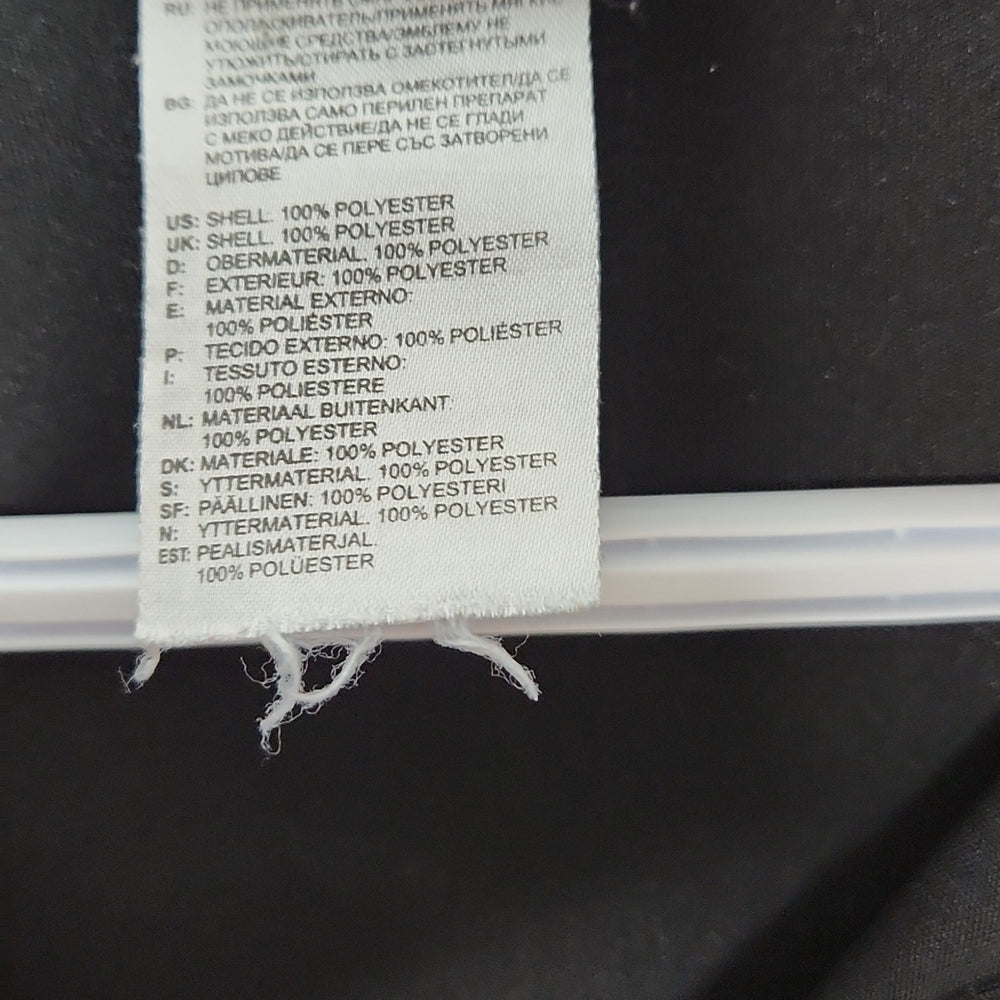 RU: НЕ ПРИМЕНЯТЬ
ОПОЛАСКИВАТЕЛЬ/ПРИМЕНЯТЬ МЯГКИЕ
МОЮЩИЕ СРЕДСТВА/ЭМБЛЕМУ НЕ
УТЮЖИТЬ/СТИРАТЬ С ЗАСТЕГНУТЫМИ
ЗАМОЧКАМИ
BG: ДА НЕ СЕ ИЗПОЛЗВА ОМЕКОТИТЕЛ/ДА СЕ
ИЗПОЛЗВА САМО ПЕРИЛЕН ПРЕПАРАТ
С МЕКО ДЕЙСТВИЕ/ДА НЕ СЕ ГЛАДИ
МОТИВА/ДА СЕ ПЕРЕ СЪС ЗАТВОРЕНИ
ЦИПОВЕ
US: SHELL. 100% POLYESTER
UK: SHELL. 100% POLYESTER
D: OBERMATERIAL. 100% POLYESTER
F: EXTERIEUR: 100% POLYESTER
E: MATERIAL EXTERNO:
100% POLIÉSTER
P: TECIDO EXTERNO: 100% POLIÉSTER
I: TESSUTO ESTERNO:
100% POLIESTERE
NL: MATERIAAL BUITENKANT:
100% POLYESTER
DK: MATERIALE: 100% POLYESTER
S: YTTERMATERIAL. 100% POLYESTER
SF: PÄÄLLINEN: 100% POLYESTERI
N: YTTERMATERIAL. 100% POLYESTER
EST: PEALISMATERJAL.
100% POLÜESTER